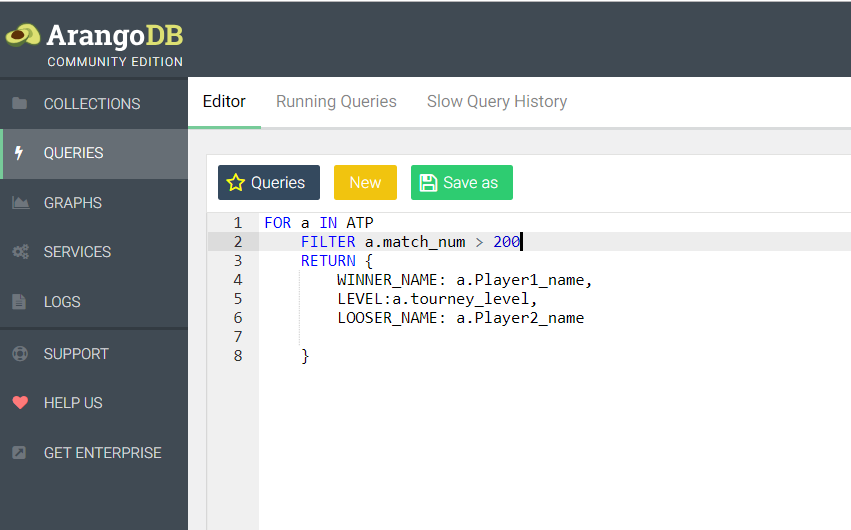 ArangoDB
COMMUNITY EDITION
COLLECTIONS
QUERIES
GRAPHS
SERVICES
LOGS
SUPPORT
HELP US
GET ENTERPRISE
Editor Running Queries Slow Query History
Queries New Save as
1 FOR a IN ATP
2 FILTER a.match_num > 200
3 RETURN {
4 WINNER_NAME: a.Player1_name,
5 LEVEL:a.tourney_level,
6 LOOSER_NAME: a.Player2_name
7
8 }